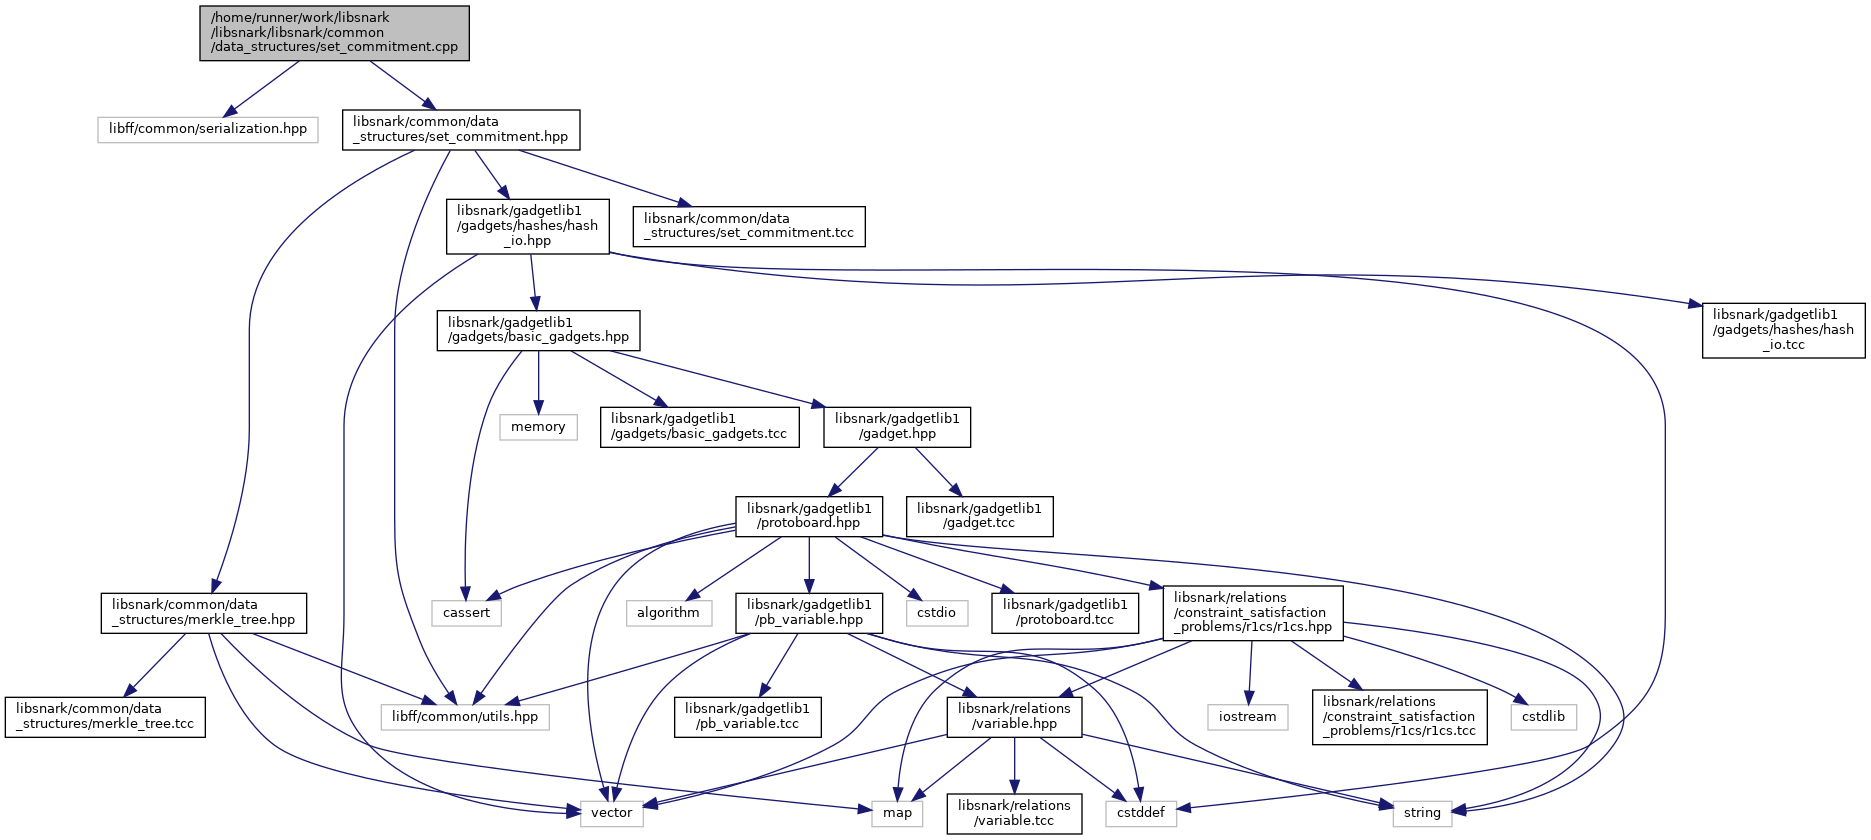 /home/runner/work/libsnark
/libsnark/libsnark/common
/data_structures/set_commitment.cpp
libff/common/serialization.hpp
libsnark/common/data
_structures/set_commitment.hpp
libsnark/gadgetlib1
/gadgets/hashes/hash
_io.hpp
libsnark/common/data
_structures/set_commitment.tcc
libsnark/gadgetlib1
/gadgets/basic_gadgets.hpp
libsnark/gadgetlib1
/gadgets/hashes/hash
_io.tcc
memory
libsnark/gadgetlib1
/gadgets/basic_gadgets.tcc
libsnark/gadgetlib1
/gadget.hpp
libsnark/gadgetlib1
/protoboard.hpp
libsnark/gadgetlib1
/gadget.tcc
libsnark/common/data
_structures/merkle_tree.hpp
cassert
algorithm
libsnark/gadgetlib1
/pb_variable.hpp
cstdio
libsnark/gadgetlib1
/protoboard.tcc
libsnark/relations
/constraint_satisfaction
_problems/r1cs/r1cs.hpp
libsnark/common/data
_structures/merkle_tree.tcc
libff/common/utils.hpp
libsnark/gadgetlib1
/pb_variable.tcc
libsnark/relations
/variable.hpp
iostream
libsnark/relations
/constraint_satisfaction
_problems/r1cs/r1cs.tcc
cstdlib
vector
map
libsnark/relations
/variable.tcc
cstddef
string